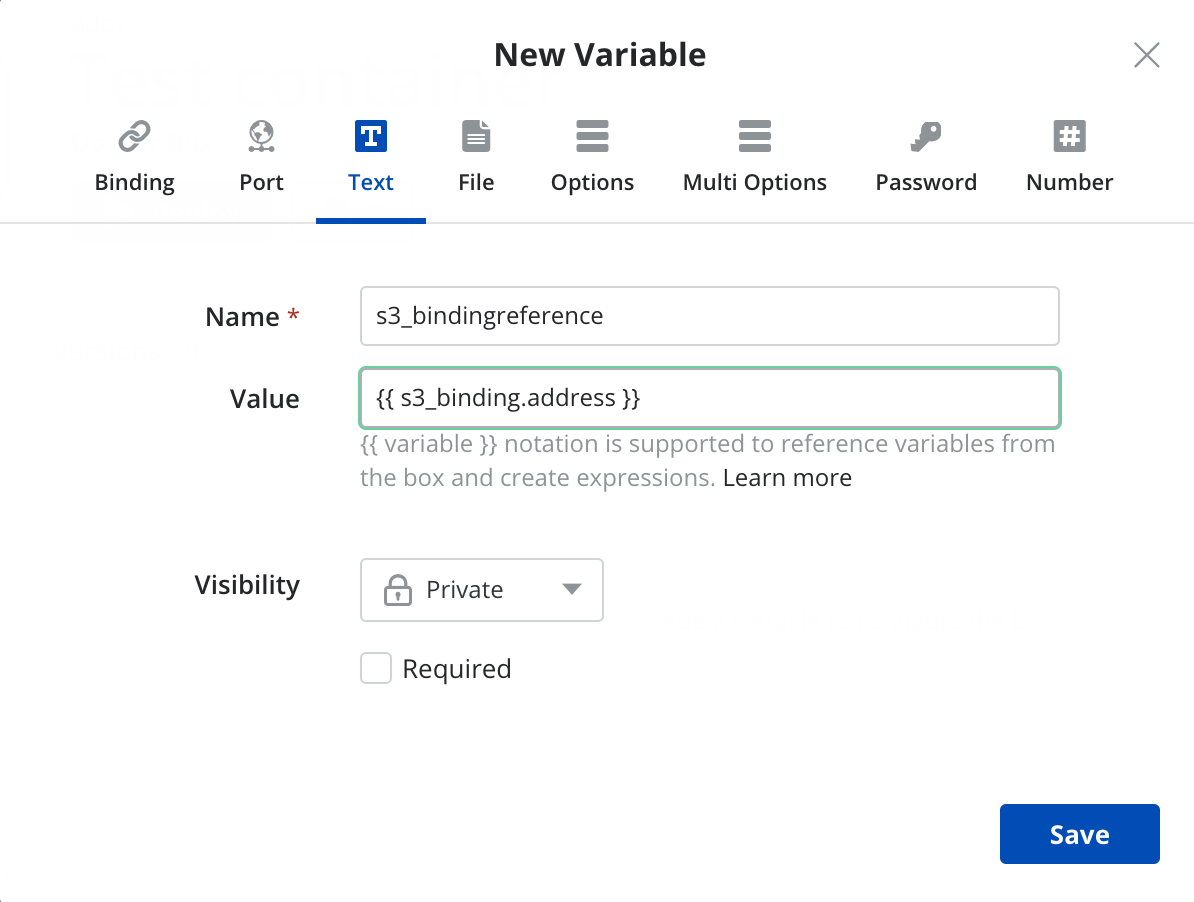 New Variable
Binding
Port
Text
File
Options
Multi Options
Password
Number
Name *
s3_bindingreference
Value
{{ s3_binding.address }}
{{ variable }} notation is supported to reference variables from
the box and create expressions. Learn more
Visibility
Private
Required
Save